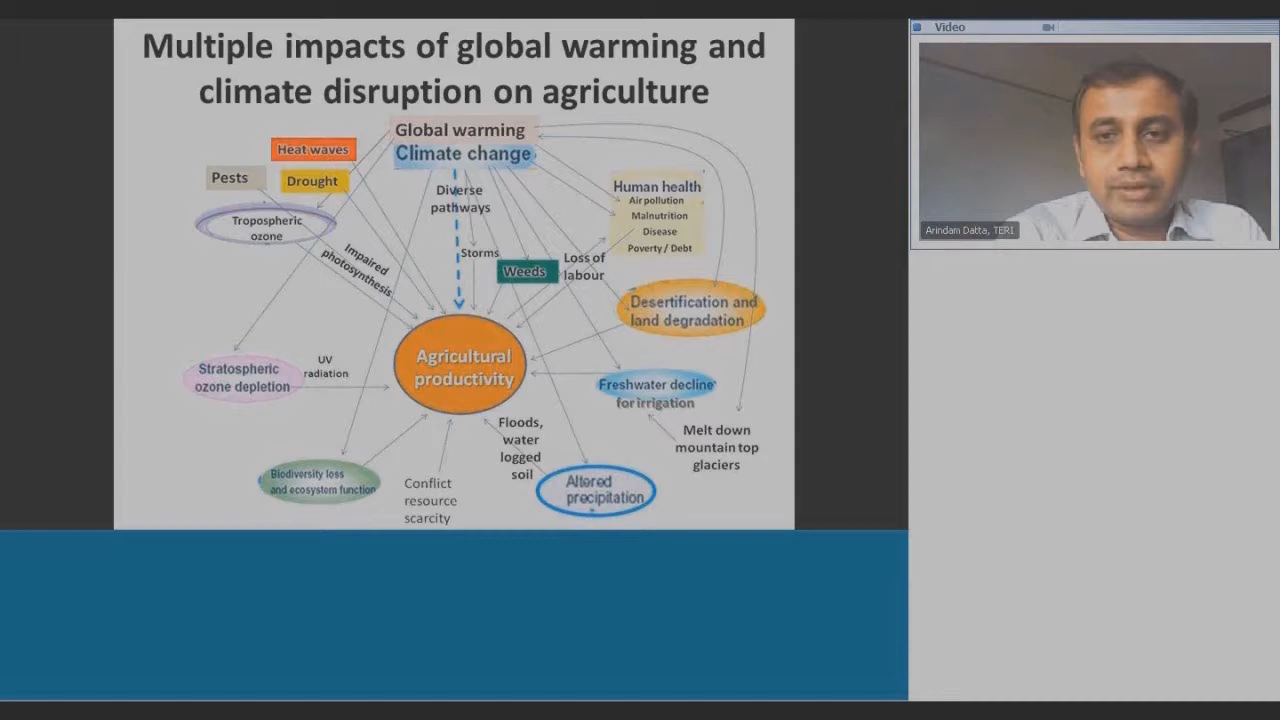 Multiple impacts of global warming and
climate disruption on agriculture
Global warming
Climate change
Heat waves
Pests
Drought
Tropospheric
ozone
Diverse
pathways
Impaired
photosynthesis
Storms
Weeds
Loss of
labour
Human health
Air pollution
Malnutrition
Disease
Poverty / Debt
Desertification and
land degradation
Stratospheric
ozone depletion
UV
radiation
Agricultural
productivity
Freshwater decline
for irrigation
Melt down
mountain top
glaciers
Floods,
water
logged
soil
Biodiversity loss
and ecosystem function
Conflict
resource
scarcity
Altered
precipitation
Video
Arindam Datta, TERI